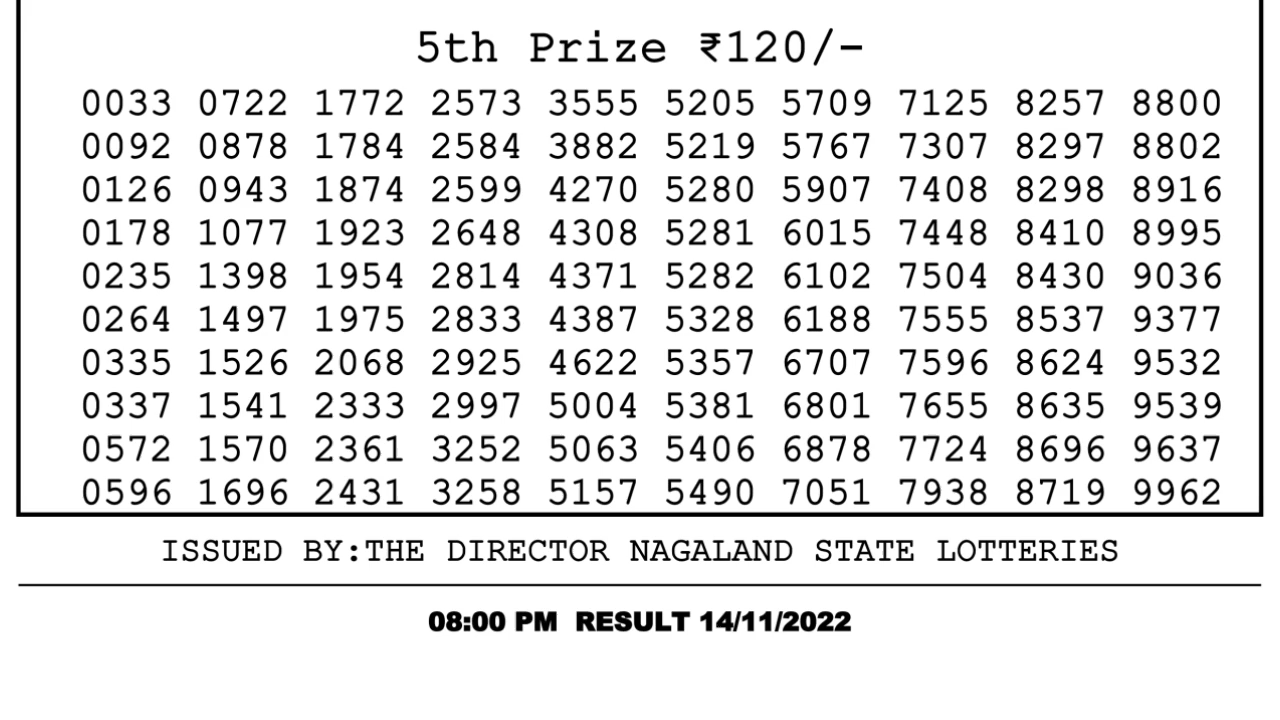 5th Prize ₹120/-
0033 0722 1772 2573 3555 5205 5709 7125 8257 8800
0092 0878 1784 2584 3882 5219 5767 7307 8297 8802
0126 0943 1874 2599 4270 5280 5907 7408 8298 8916
0178 1077 1923 2648 4308 5281 6015 7448 8410 8995
0235 1398 1954 2814 4371 5282 6102 7504 8430 9036
0264 1497 1975 2833 4387 5328 6188 7555 8537 9377
0335 1526 2068 2925 4622 5357 6707 7596 8624 9532
0337 1541 2333 2997 5004 5381 6801 7655 8635 9539
0572 1570 2361 3252 5063 5406 6878 7724 8696 9637
0596 1696 2431 3258 5157 5490 7051 7938 8719 9962
ISSUED BY:THE DIRECTOR NAGALAND STATE LOTTERIES
08:00 PM RESULT 14/11/2022